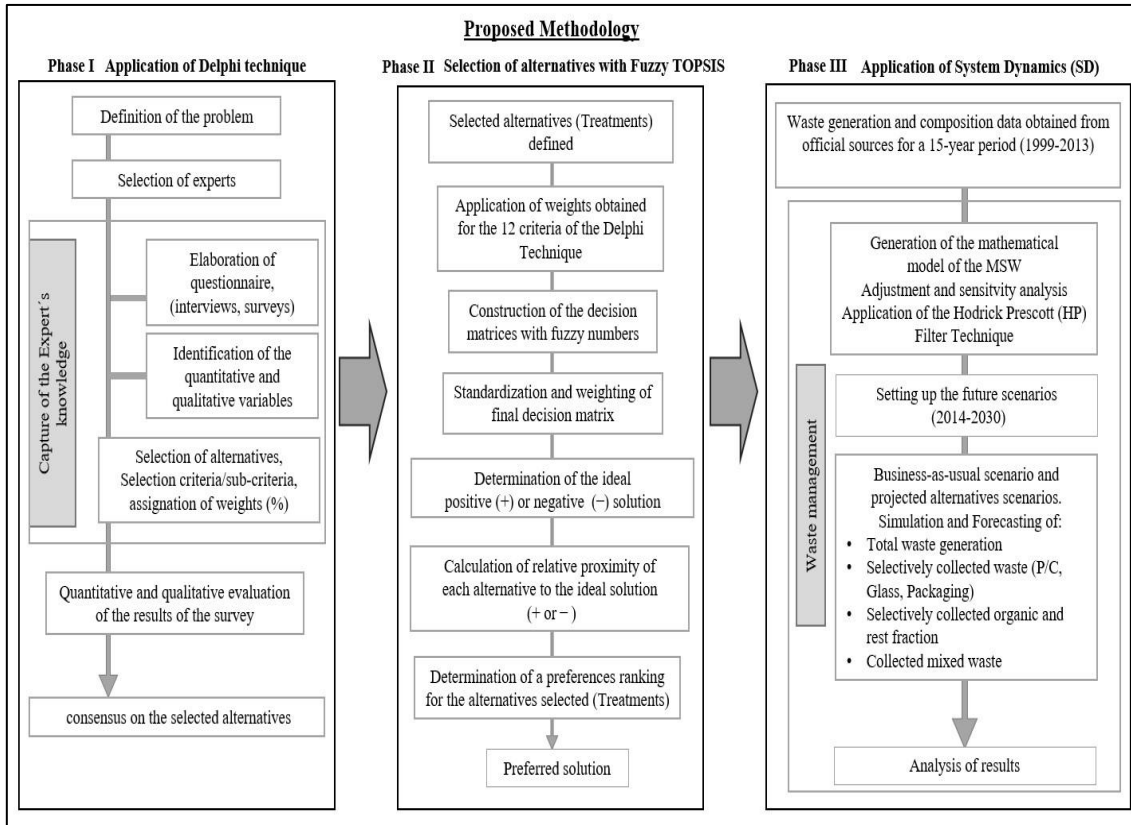 Proposed Methodology
Phase I Application of Delphi technique
Definition of the problem
Selection of experts
Capture of the Expert´s
knowledge
Elaboration of
questionnaire,
(interviews, surveys)
Identification of the
quantitative and
qualitative variables
Selection of alternatives,
Selection criteria/sub-criteria,
assignation of weights (%)
Quantitative and qualitative evaluation
of the results of the survey
consensus on the selected alternatives
Phase II Selection of alternatives with Fuzzy TOPSIS
Selected alternatives (Treatments)
defined
Application of weights obtained
for the 12 criteria of the Delphi
Technique
Construction of the decision
matrices with fuzzy numbers
Standardization and weighting of
final decision matrix
Determination of the ideal
positive (+) or negative (−) solution
Calculation of relative proximity of
each alternative to the ideal solution
(+ or − )
Determination of a preferences ranking
for the alternatives selected (Treatments)
Preferred solution
Phase III Application of System Dynamics (SD)
Waste generation and composition data obtained from
official sources for a 15-year period (1999-2013)
Waste management
Generation of the mathematical
model of the MSW
Adjustment and sensitvity analysis
Application of the Hodrick Prescott (HP)
Filter Technique
Setting up the future scenarios
(2014-2030)
Business-as-usual scenario and
projected alternatives scenarios.
Simulation and Forecasting of:
• Total waste generation
• Selectively collected waste (P/C,
Glass, Packaging)
• Selectively collected organic and
rest fraction
• Collected mixed waste
Analysis of results